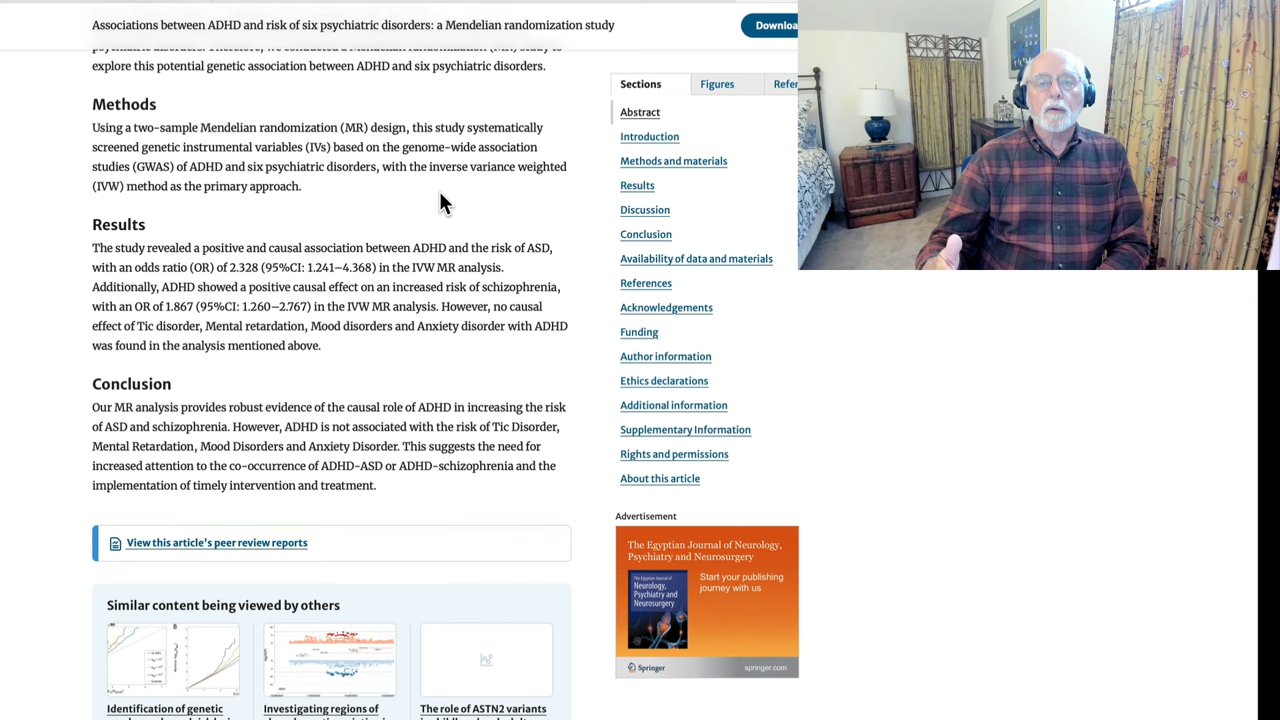 Associations between ADHD and risk of six psychiatric disorders: a Mendelian randomization study
Downloa
psychiatric disorders. Therefore, we conducted a Mendelian randomization (MR) study to
explore this potential genetic association between ADHD and six psychiatric disorders.
Methods
Using a two-sample Mendelian randomization (MR) design, this study systematically
screened genetic instrumental variables (IVs) based on the genome-wide association
studies (GWAS) of ADHD and six psychiatric disorders, with the inverse variance weighted
(IVW) method as the primary approach.
Results
The study revealed a positive and causal association between ADHD and the risk of ASD,
with an odds ratio (OR) of 2.328 (95%CI: 1.241–4.368) in the IVW MR analysis.
Additionally, ADHD showed a positive causal effect on an increased risk of schizophrenia,
with an OR of 1.867 (95%CI: 1.260–2.767) in the IVW MR analysis. However, no causal
effect of Tic disorder, Mental retardation, Mood disorders and Anxiety disorder with ADHD
was found in the analysis mentioned above.
Conclusion
Our MR analysis provides robust evidence of the causal role of ADHD in increasing the risk
of ASD and schizophrenia. However, ADHD is not associated with the risk of Tic Disorder,
Mental Retardation, Mood Disorders and Anxiety Disorder. This suggests the need for
increased attention to the co-occurrence of ADHD-ASD or ADHD-schizophrenia and the
implementation of timely intervention and treatment.
View this article's peer review reports
Similar content being viewed by others
Identification of genetic
Investigating regions of
The role of ASTN2 variants
Sections
Figures
Refer
Abstract
Introduction
Methods and materials
Results
Discussion
Conclusion
Availability of data and materials
References
Acknowledgements
Funding
Author information
Ethics declarations
Additional information
Supplementary Information
Rights and permissions
About this article
Advertisement
The Egyptian Journal of Neurology,
Psychiatry and Neurosurgery
Start your publishing
journey with us
Neurology,
Psychiatry and
Neurosurgery
Springer
springer.com